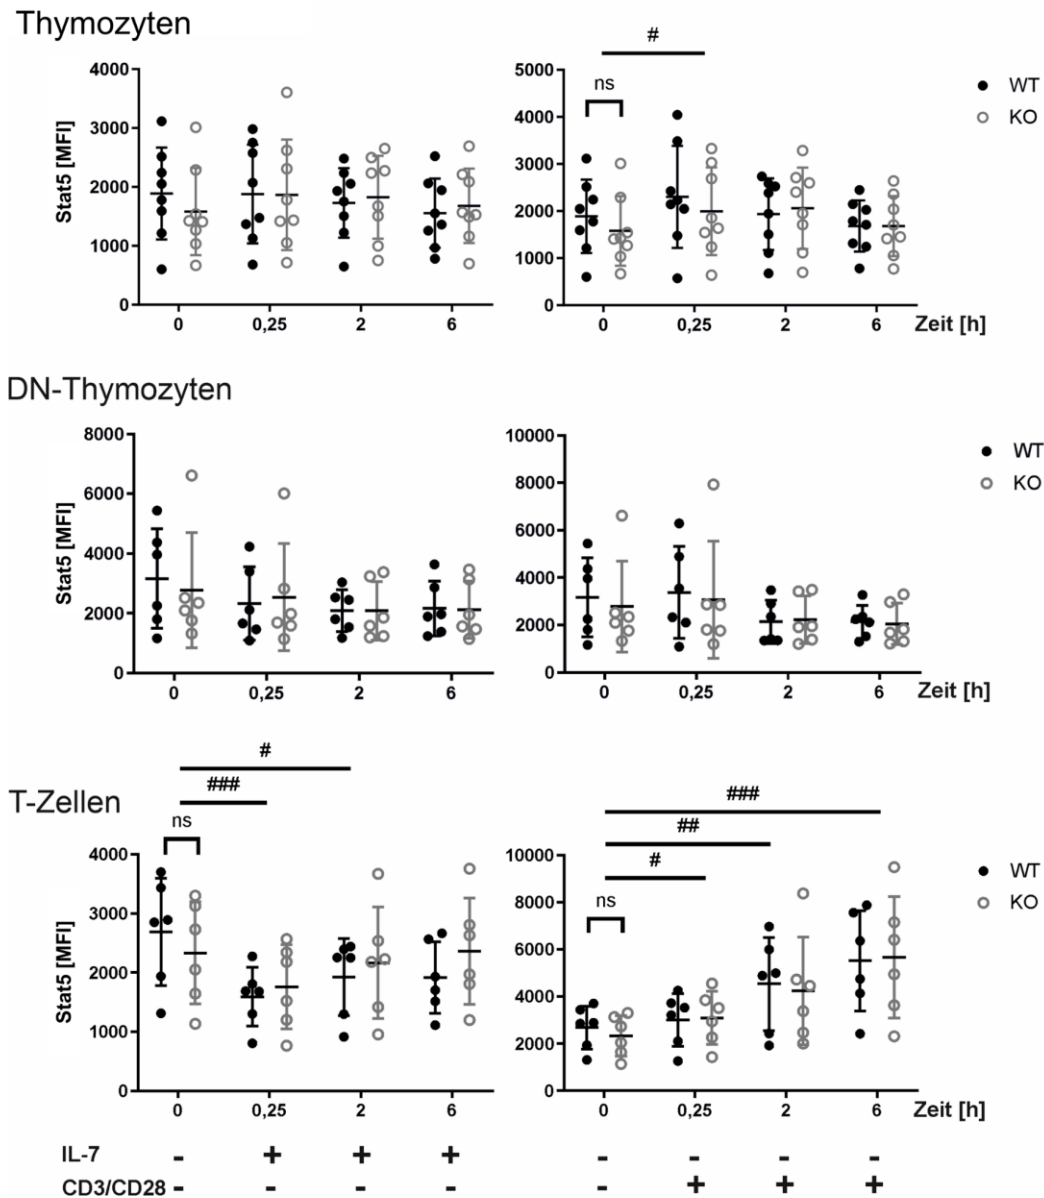 Thymozyten
#
ns
WT
KO
Stat5 [MFI]
4000
3000
2000
1000
0
0 0,25 2 6
5000
4000
3000
2000
1000
0
0 0,25 2 6 Zeit [h]
DN-Thymozyten
WT
KO
Stat5 [MFI]
8000
6000
4000
2000
0
0 0,25 2 6
10000
8000
6000
4000
2000
0
0 0,25 2 6 Zeit [h]
T-Zellen
#
###
ns
Stat5 [MFI]
4000
3000
2000
1000
0
0 0,25 2 6
###
##
#
ns
WT
KO
10000
8000
6000
4000
2000
0
0 0,25 2 6 Zeit [h]
IL-7 - + + + - - - -
CD3/CD28 - - - - - + + +